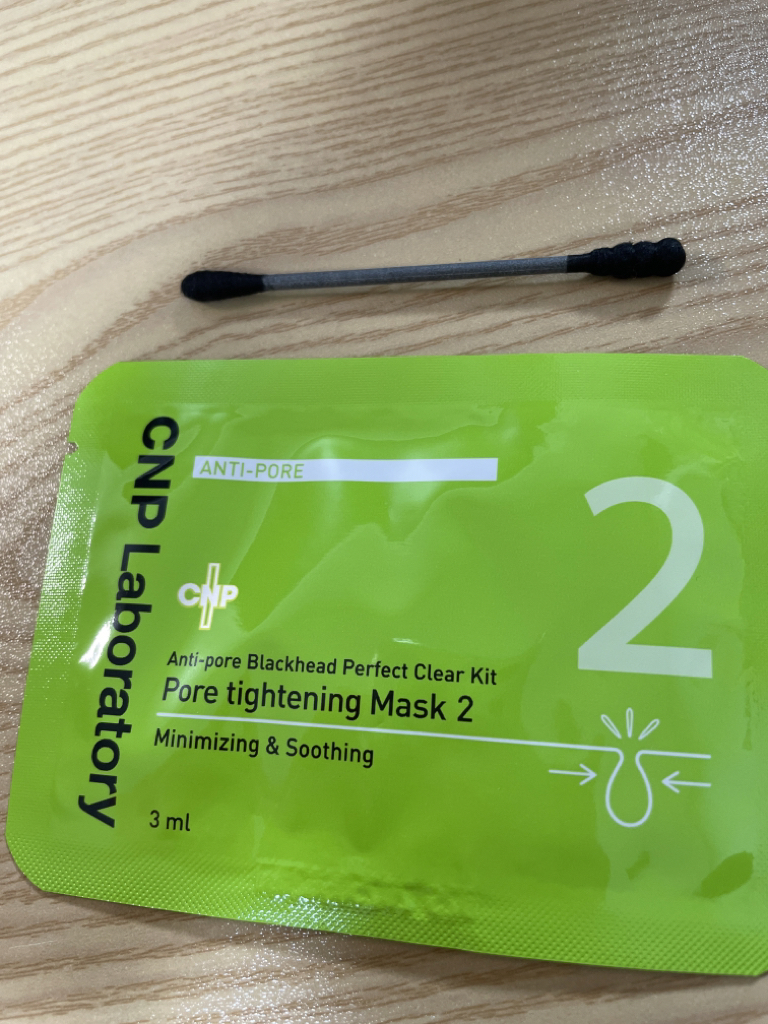 CNP Laboratory
ANTI-PORE
2
CNP
Anti-pore Blackhead Perfect Clear Kit
Pore tightening Mask 2
Minimizing & Soothing
3 ml